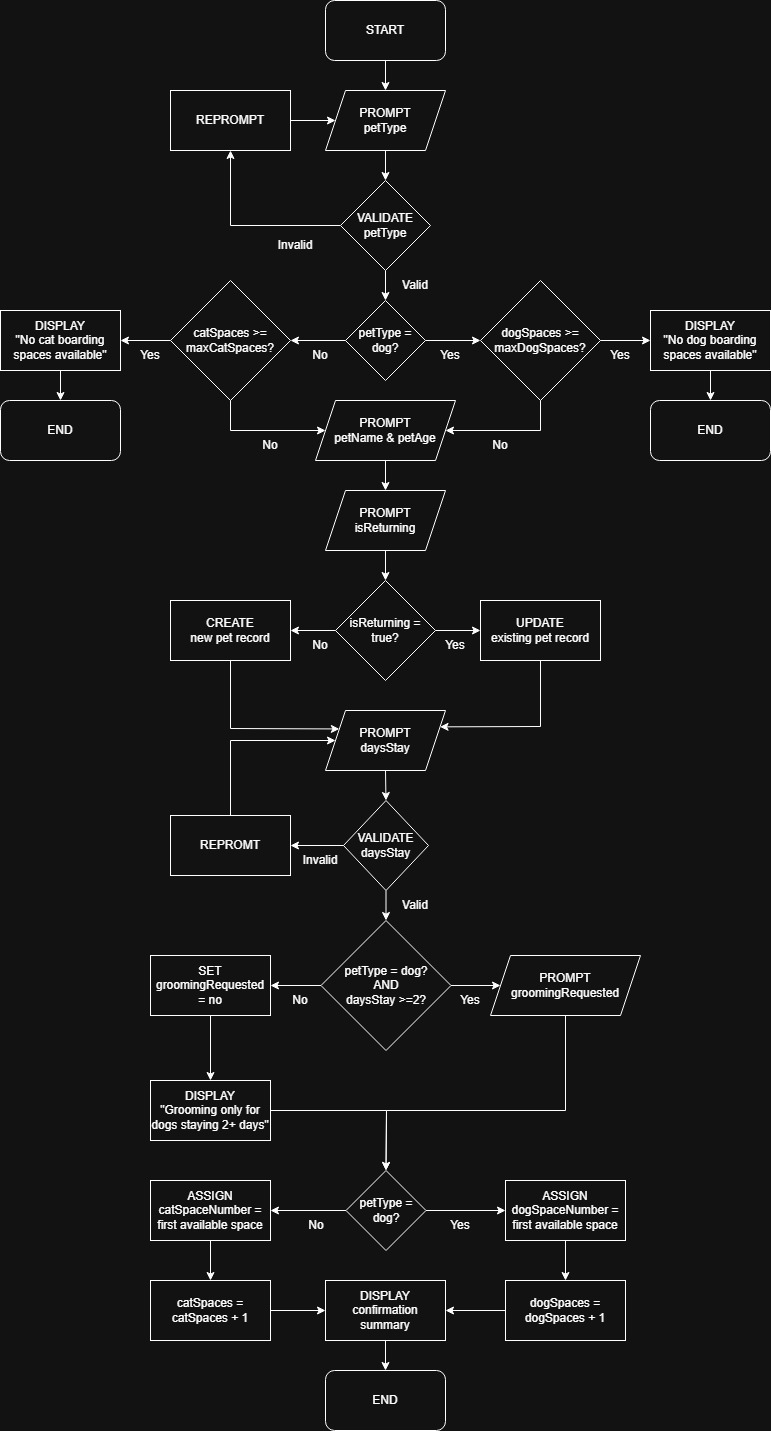 START
REPROMPT
PROMPT
petType
VALIDATE
petType
Invalid
Valid
DISPLAY
"No cat boarding
spaces available"
Yes
catSpaces >=
maxCatSpaces?
No
petType =
dog?
Yes
dogSpaces >=
maxDogSpaces?
Yes
DISPLAY
"No dog boarding
spaces available"
END
No
PROMPT
petName & petAge
No
END
PROMPT
isReturning
CREATE
new pet record
No
isReturning =
true?
Yes
UPDATE
existing pet record
PROMPT
daysStay
REPROMT
Invalid
VALIDATE
daysStay
Valid
SET
groomingRequested
= no
No
petType = dog?
AND
daysStay >=2?
Yes
PROMPT
groomingRequested
DISPLAY
"Grooming only for
dogs staying 2+ days"
ASSIGN
catSpaceNumber =
first available space
No
petType =
dog?
Yes
ASSIGN
dogSpaceNumber =
first available space
catSpaces =
catSpaces + 1
DISPLAY
confirmation
summary
dogSpaces =
dogSpaces + 1
END